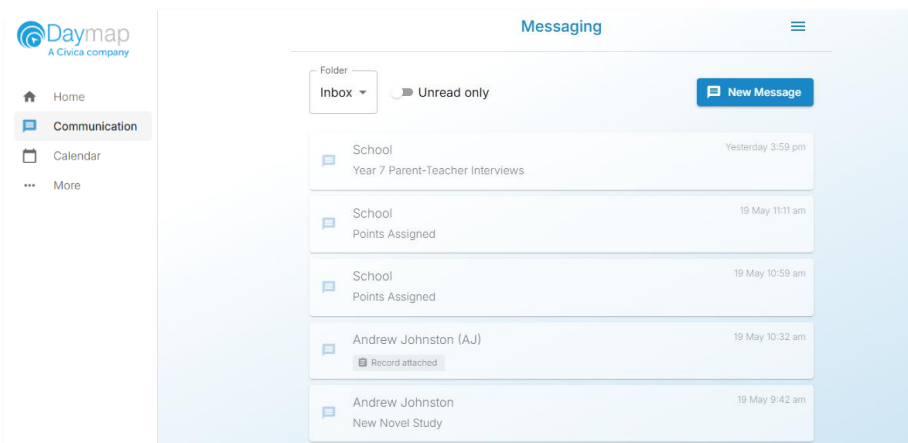 Daymap
A Civica company
Home
Communication
Calendar
More
Messaging
Folder
Inbox
Unread only
New Message
School
Yesterday 3:59 pm
Year 7 Parent-Teacher Interviews
School
19 May 11:11 am
Points Assigned
School
19 May 10:59 am
Points Assigned
Andrew Johnston (AJ)
19 May 10:32 am
Record attached
Andrew Johnston
19 May 9:42 am
New Novel Study